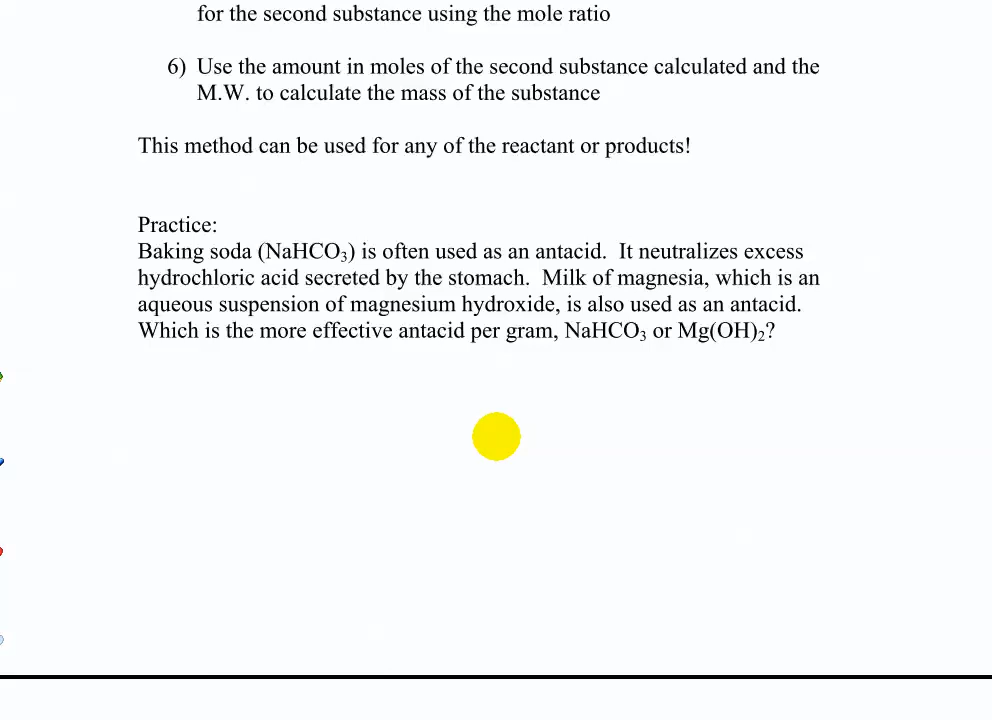 for the second substance using the mole ratio
6) Use the amount in moles of the second substance calculated and the
M.W. to calculate the mass of the substance
This method can be used for any of the reactant or products!
Practice:
Baking soda (NaHCO₃) is often used as an antacid. It neutralizes excess
hydrochloric acid secreted by the stomach. Milk of magnesia, which is an
aqueous suspension of magnesium hydroxide, is also used as an antacid.
Which is the more effective antacid per gram, NaHCO₃ or Mg(OH)₂?